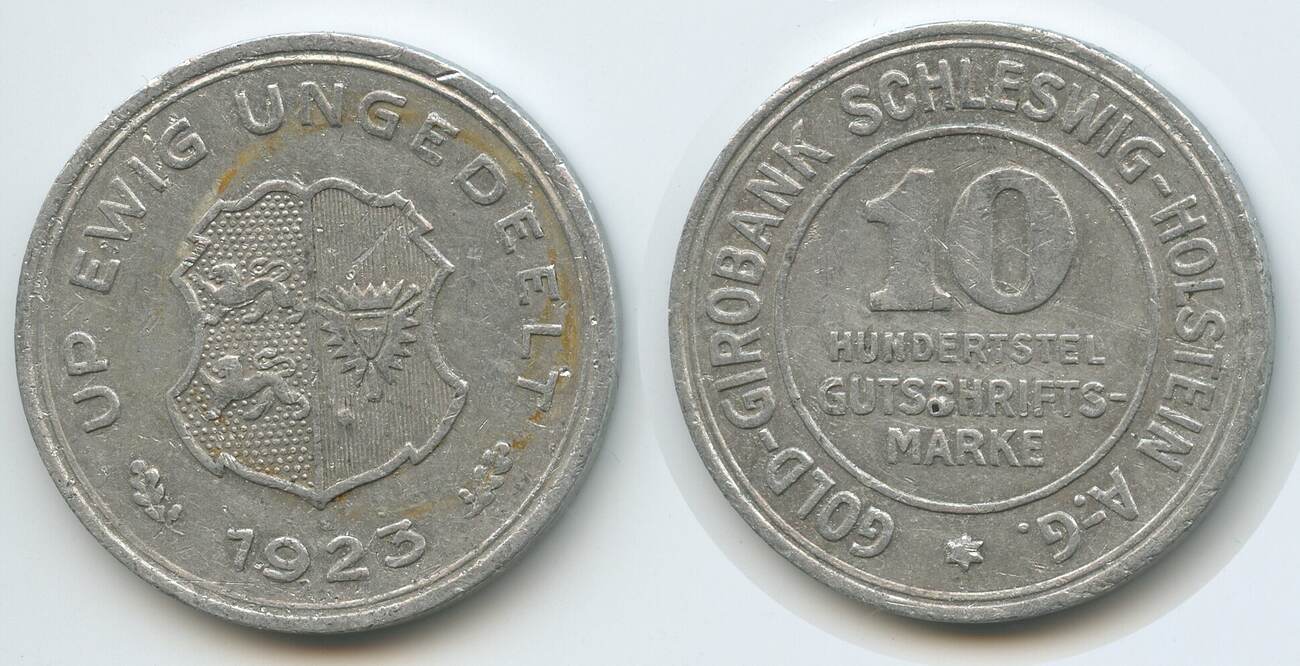 UP EWIG UNGEDEELT
1923
GOLD-GIROBANK SCHLESWIG-HOLSTEIN A.-G.
10
HUNDERTSTEL
GUTSCHRIFTS-
MARKE